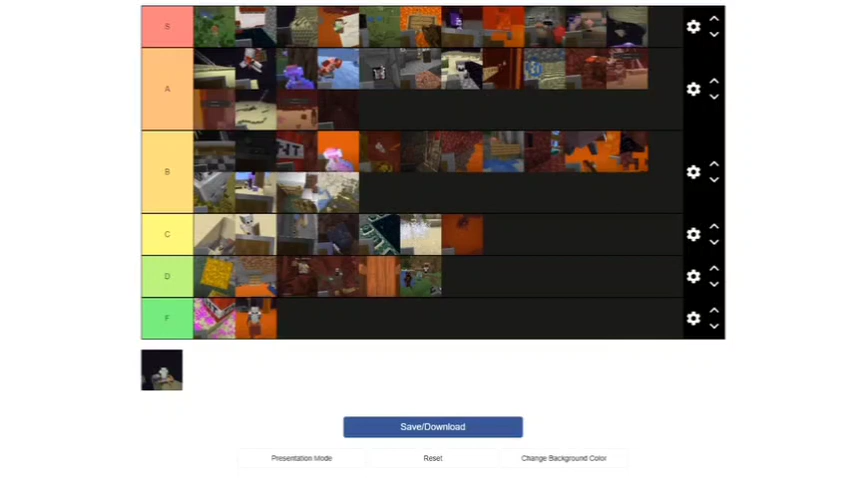 S
A
B
C
D
F
Save/Download
Presentation Mode
Reset
Change Background Color